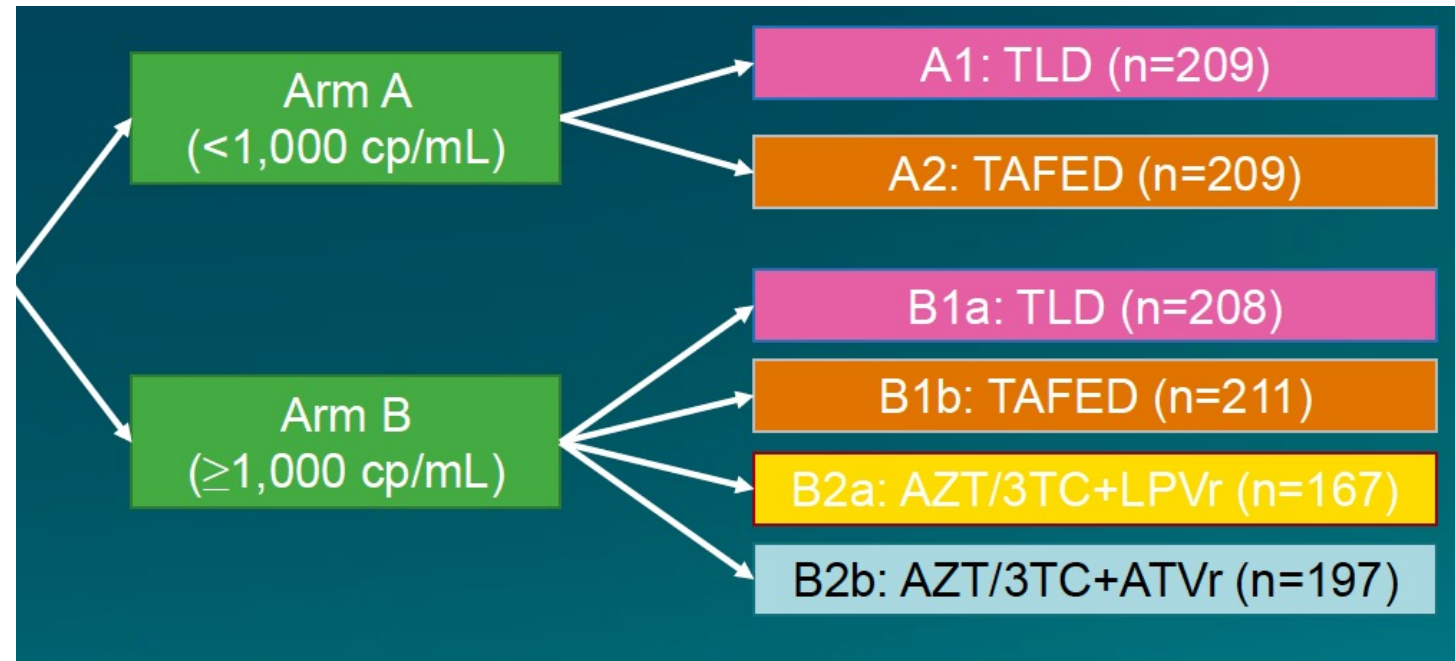 Arm A
(<1,000 cp/mL)
A1: TLD (n=209)
A2: TAFED (n=209)
Arm B
(≥1,000 cp/mL)
B1a: TLD (n=208)
B1b: TAFED (n=211)
B2a: AZT/3TC+LPVr (n=167)
B2b: AZT/3TC+ATVr (n=197)